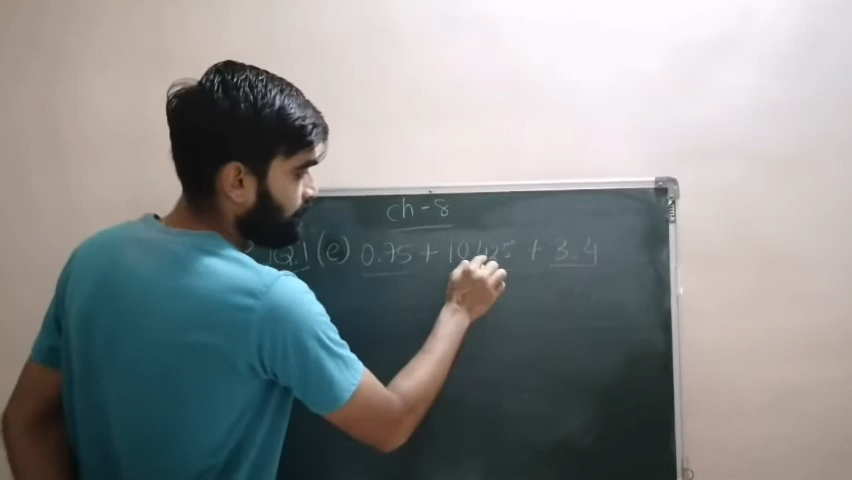 ch-8
Q.1 (e) 0.75 + 10.425 + 3.4